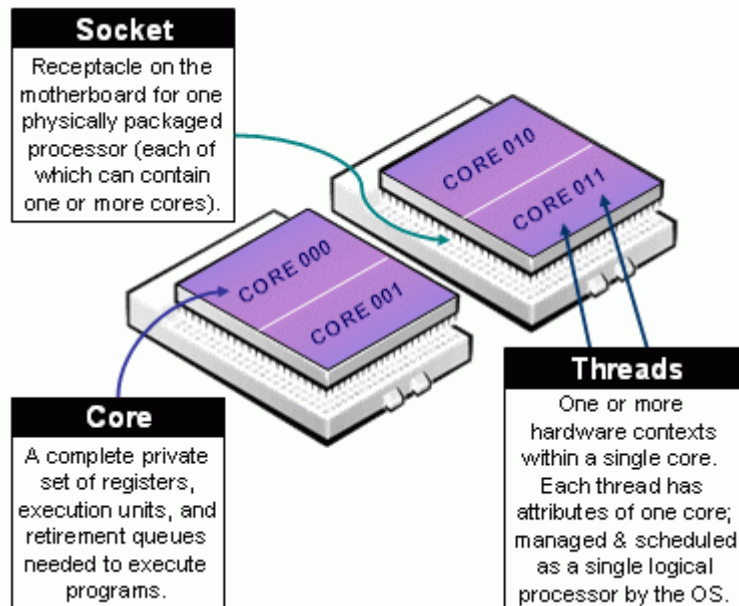 Socket
Receptacle on the
motherboard for one
physically packaged
processor (each of
which can contain
one or more cores).
CORE 010
CORE 011
CORE 000
CORE 001
Core
A complete private
set of registers,
execution units, and
retirement queues
needed to execute
programs.
Threads
One or more
hardware contexts
within a single core.
Each thread has
attributes of one core;
managed & scheduled
as a single logical
processor by the OS.